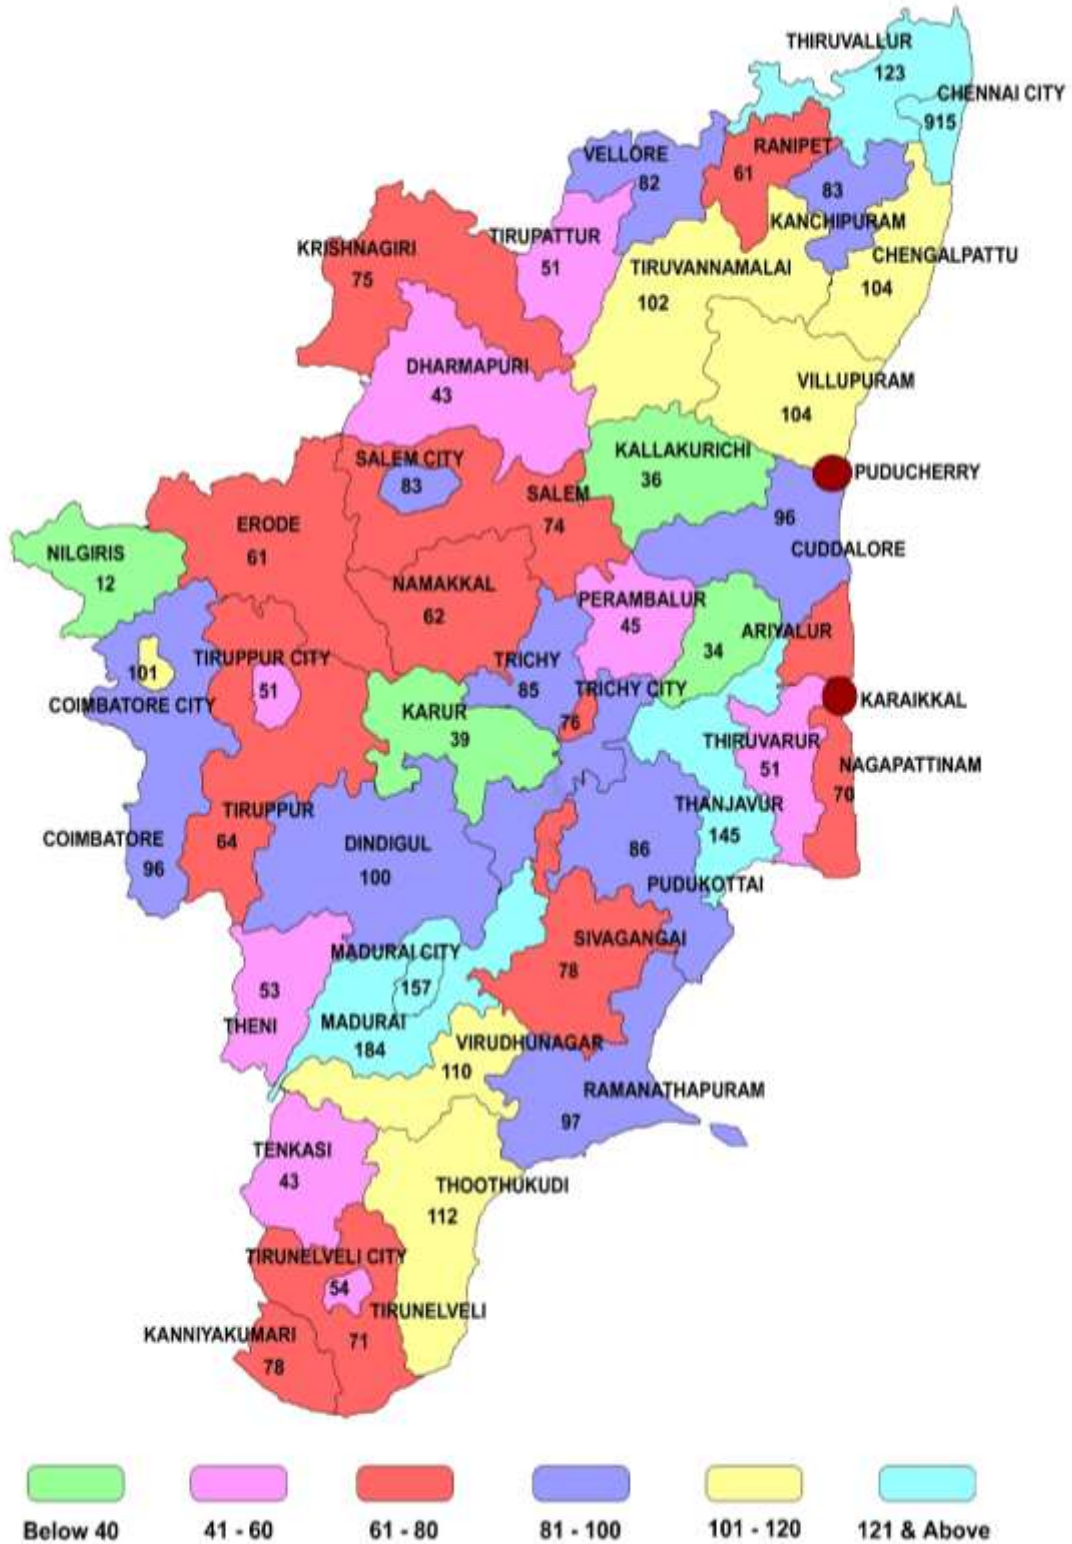 THIRUVALLUR
123
CHENNAI CITY
915
RANIPET
61
VELLORE
82
83
KANCHIPURAM
CHENGALPATTU
104
TIRUPATTUR
51
KRISHNAGIRI
75
TIRUVANNAMALAI
102
DHARMAPURI
43
VILLUPURAM
104
KALLAKURICHI
36
SALEM CITY
83
PUDUCHERRY
SALEM
74
96
CUDDALORE
ERODE
61
NILGIRIS
12
NAMAKKAL
62
PERAMBALUR
45
ARIYALUR
34
TRICHY
85
TIRUPPUR CITY
51
101
COIMBATORE CITY
TRICHY CITY
76
KARAIKKAL
KARUR
39
THIRUVARUR
51
NAGAPATTINAM
70
THANJAVUR
145
TIRUPPUR
64
COIMBATORE
96
DINDIGUL
100
86
PUDUKOTTAI
MADURAI CITY
157
SIVAGANGAI
78
53
THENI
MADURAI
184
VIRUDHUNAGAR
110
RAMANATHAPURAM
97
TENKASI
43
THOOTHUKUDI
112
TIRUNELVELI CITY
54
TIRUNELVELI
71
KANNIYAKUMARI
78
Below 40
41 - 60
61 - 80
81 - 100
101 - 120
121 & Above